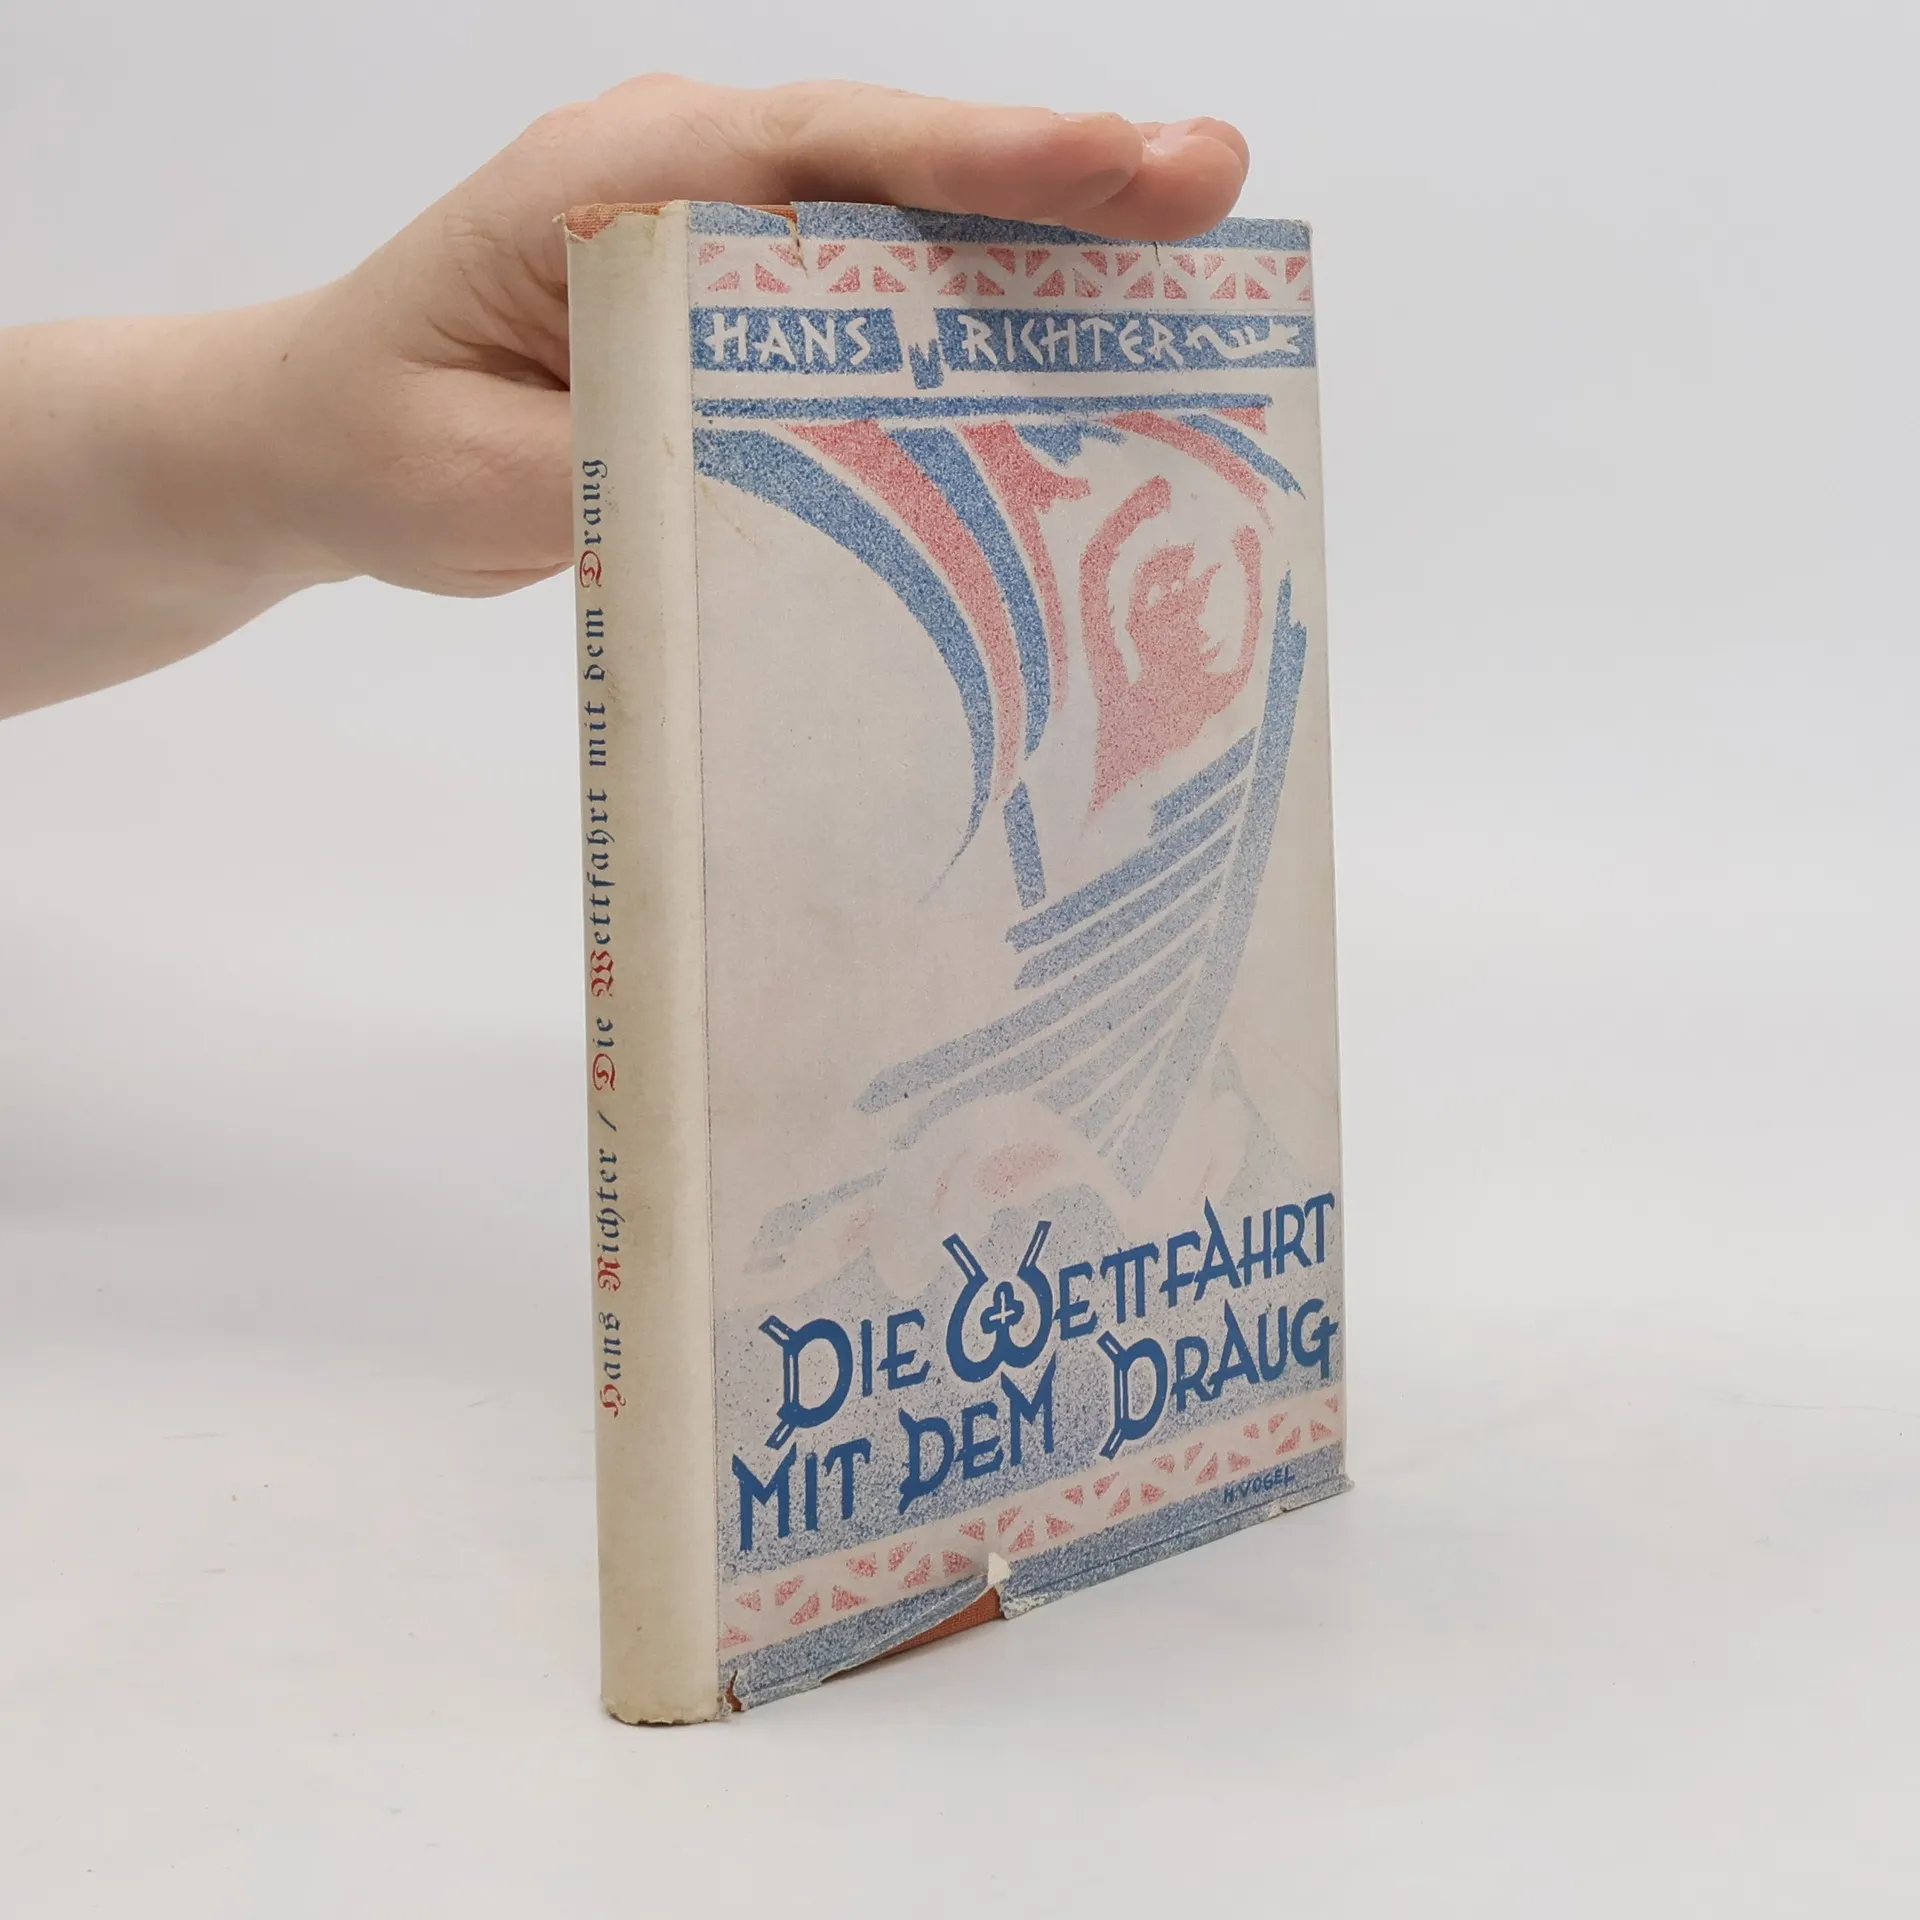 HANS RICHTER
DIE WETTFAHRT
MIT DEM DRAUG
H.VOGEL
Hans Richter / Die Wettfahrt mit dem Draug